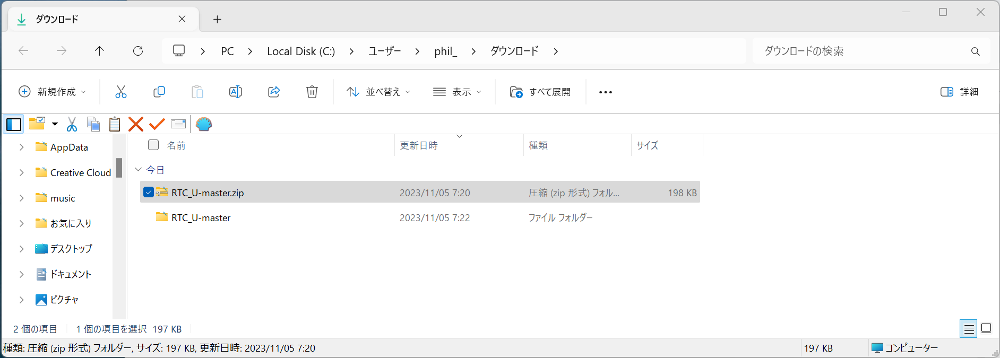 ダウンロード
PC Local Disk (C:) ユーザー phil_ ダウンロード
ダウンロードの検索
新規作成 並べ替え 表示 すべて展開 詳細
名前 更新日時 種類 サイズ
AppData
Creative Cloud
music
お気に入り
デスクトップ
ドキュメント
ピクチャ
今日
RTC_U-master.zip 2023/11/05 7:20 圧縮 (zip 形式) フォル... 198 KB
RTC_U-master 2023/11/05 7:22 ファイル フォルダー
2 個の項目 1 個の項目を選択 197 KB
種類: 圧縮 (zip 形式) フォルダー, サイズ: 197 KB, 更新日時: 2023/11/05 7:20 197 KB コンピューター